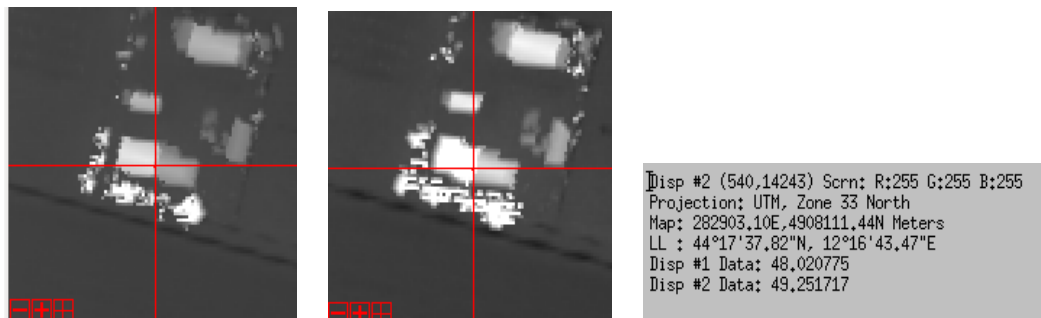 Disp #2 (540,14243) Scrn: R:255 G:255 B:255
Projection: UTM, Zone 33 North
Map: 282903.10E,4908111.44N Meters
LL : 44°17'37.82"N, 12°16'43.47"E
Disp #1 Data: 48.020775
Disp #2 Data: 49.251717